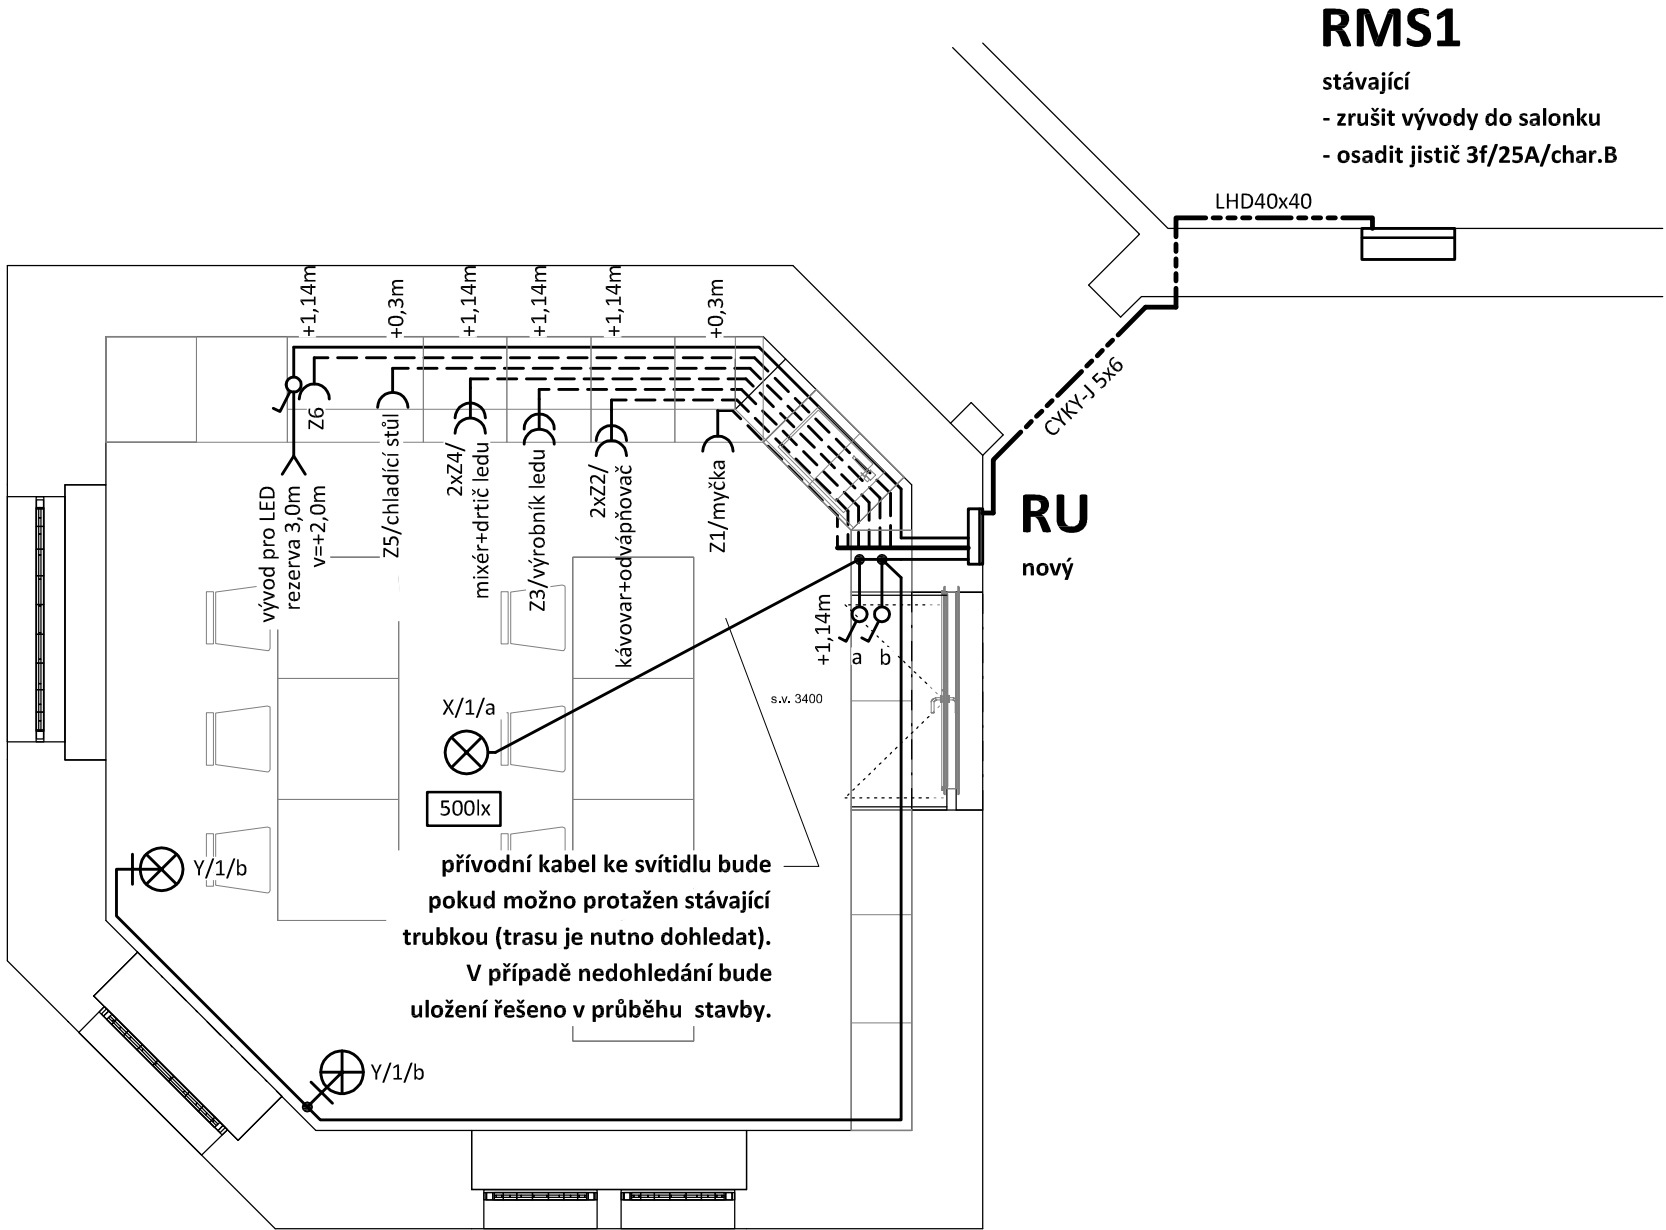 RMS1
stávající
- zrušit vývody do salonku
- osadit jistič 3f/25A/char.B
LHD40x40
CYKY-J 5x6
+1,14m
+0,3m
+1,14m
+1,14m
+1,14m
+0,3m
Z6
vývod pro LED
rezerva 3,0m
v=+2,0m
Z5/chladící stůl
2xZ4/
mixér+drtič ledu
Z3/výrobník ledu
2xZ2/
kávovar+odvápňovač
Z1/myčka
RU
nový
+1,14m
a
b
s.v. 3400
X/1/a
500lx
Y/1/b
přívodní kabel ke svítidlu bude
pokud možno protažen stávající
trubkou (trasu je nutno dohledat).
V případě nedohledání bude
uložení řešeno v průběhu stavby.
Y/1/b